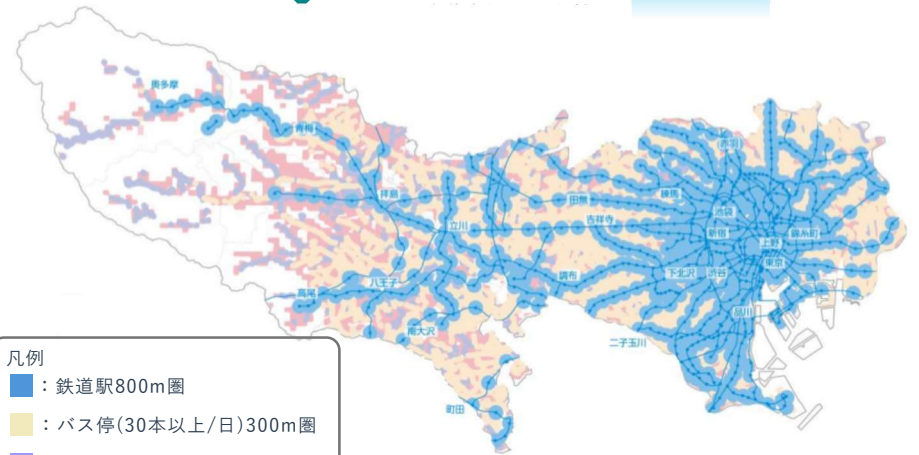 奥多摩
青梅
拝島
立川
田無
吉祥寺
練馬
赤羽
池袋
新宿
上野
錦糸町
東京
下北沢
渋谷
品川
調布
二子玉川
高尾
八王子
南大沢
町田
凡例
：鉄道駅800m圏
：バス停(30本以上/日)300m圏